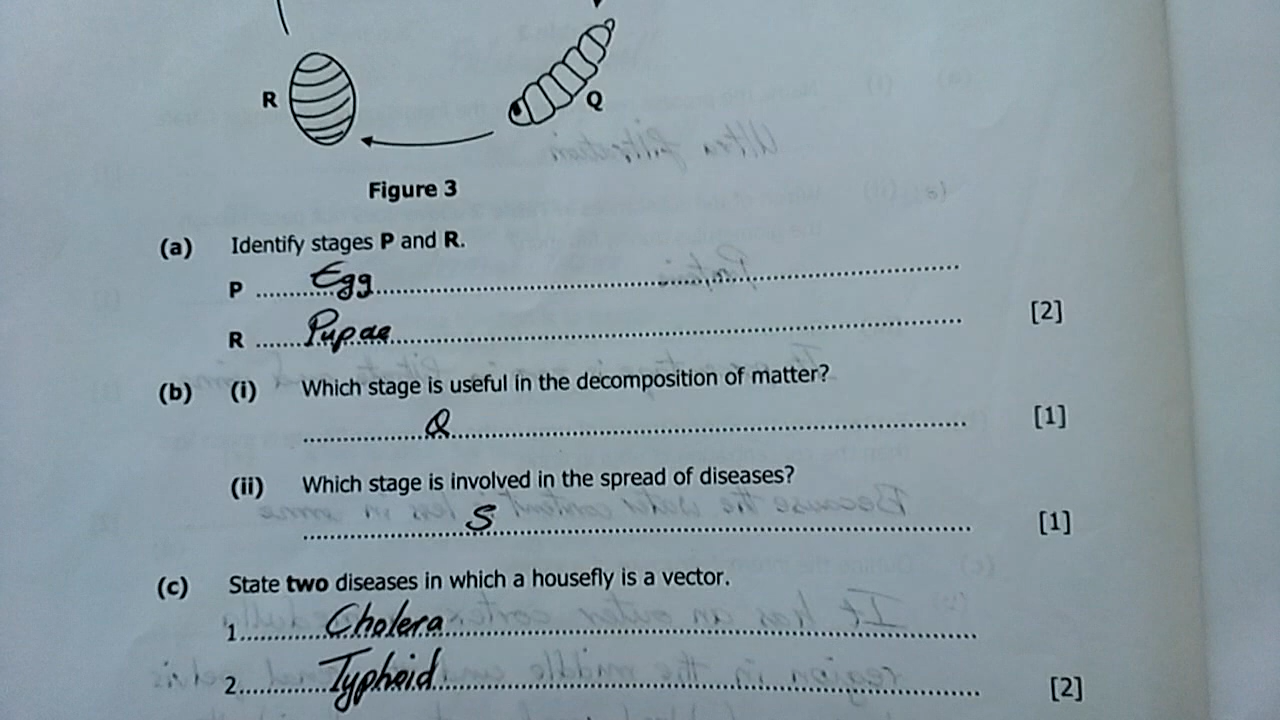 R
Q
Figure 3
(a) Identify stages P and R.
P Egg
R Pupae [2]
(b) (i) Which stage is useful in the decomposition of matter?
Q [1]
(ii) Which stage is involved in the spread of diseases?
S [1]
(c) State two diseases in which a housefly is a vector.
1 Cholera
2 Typhoid [2]